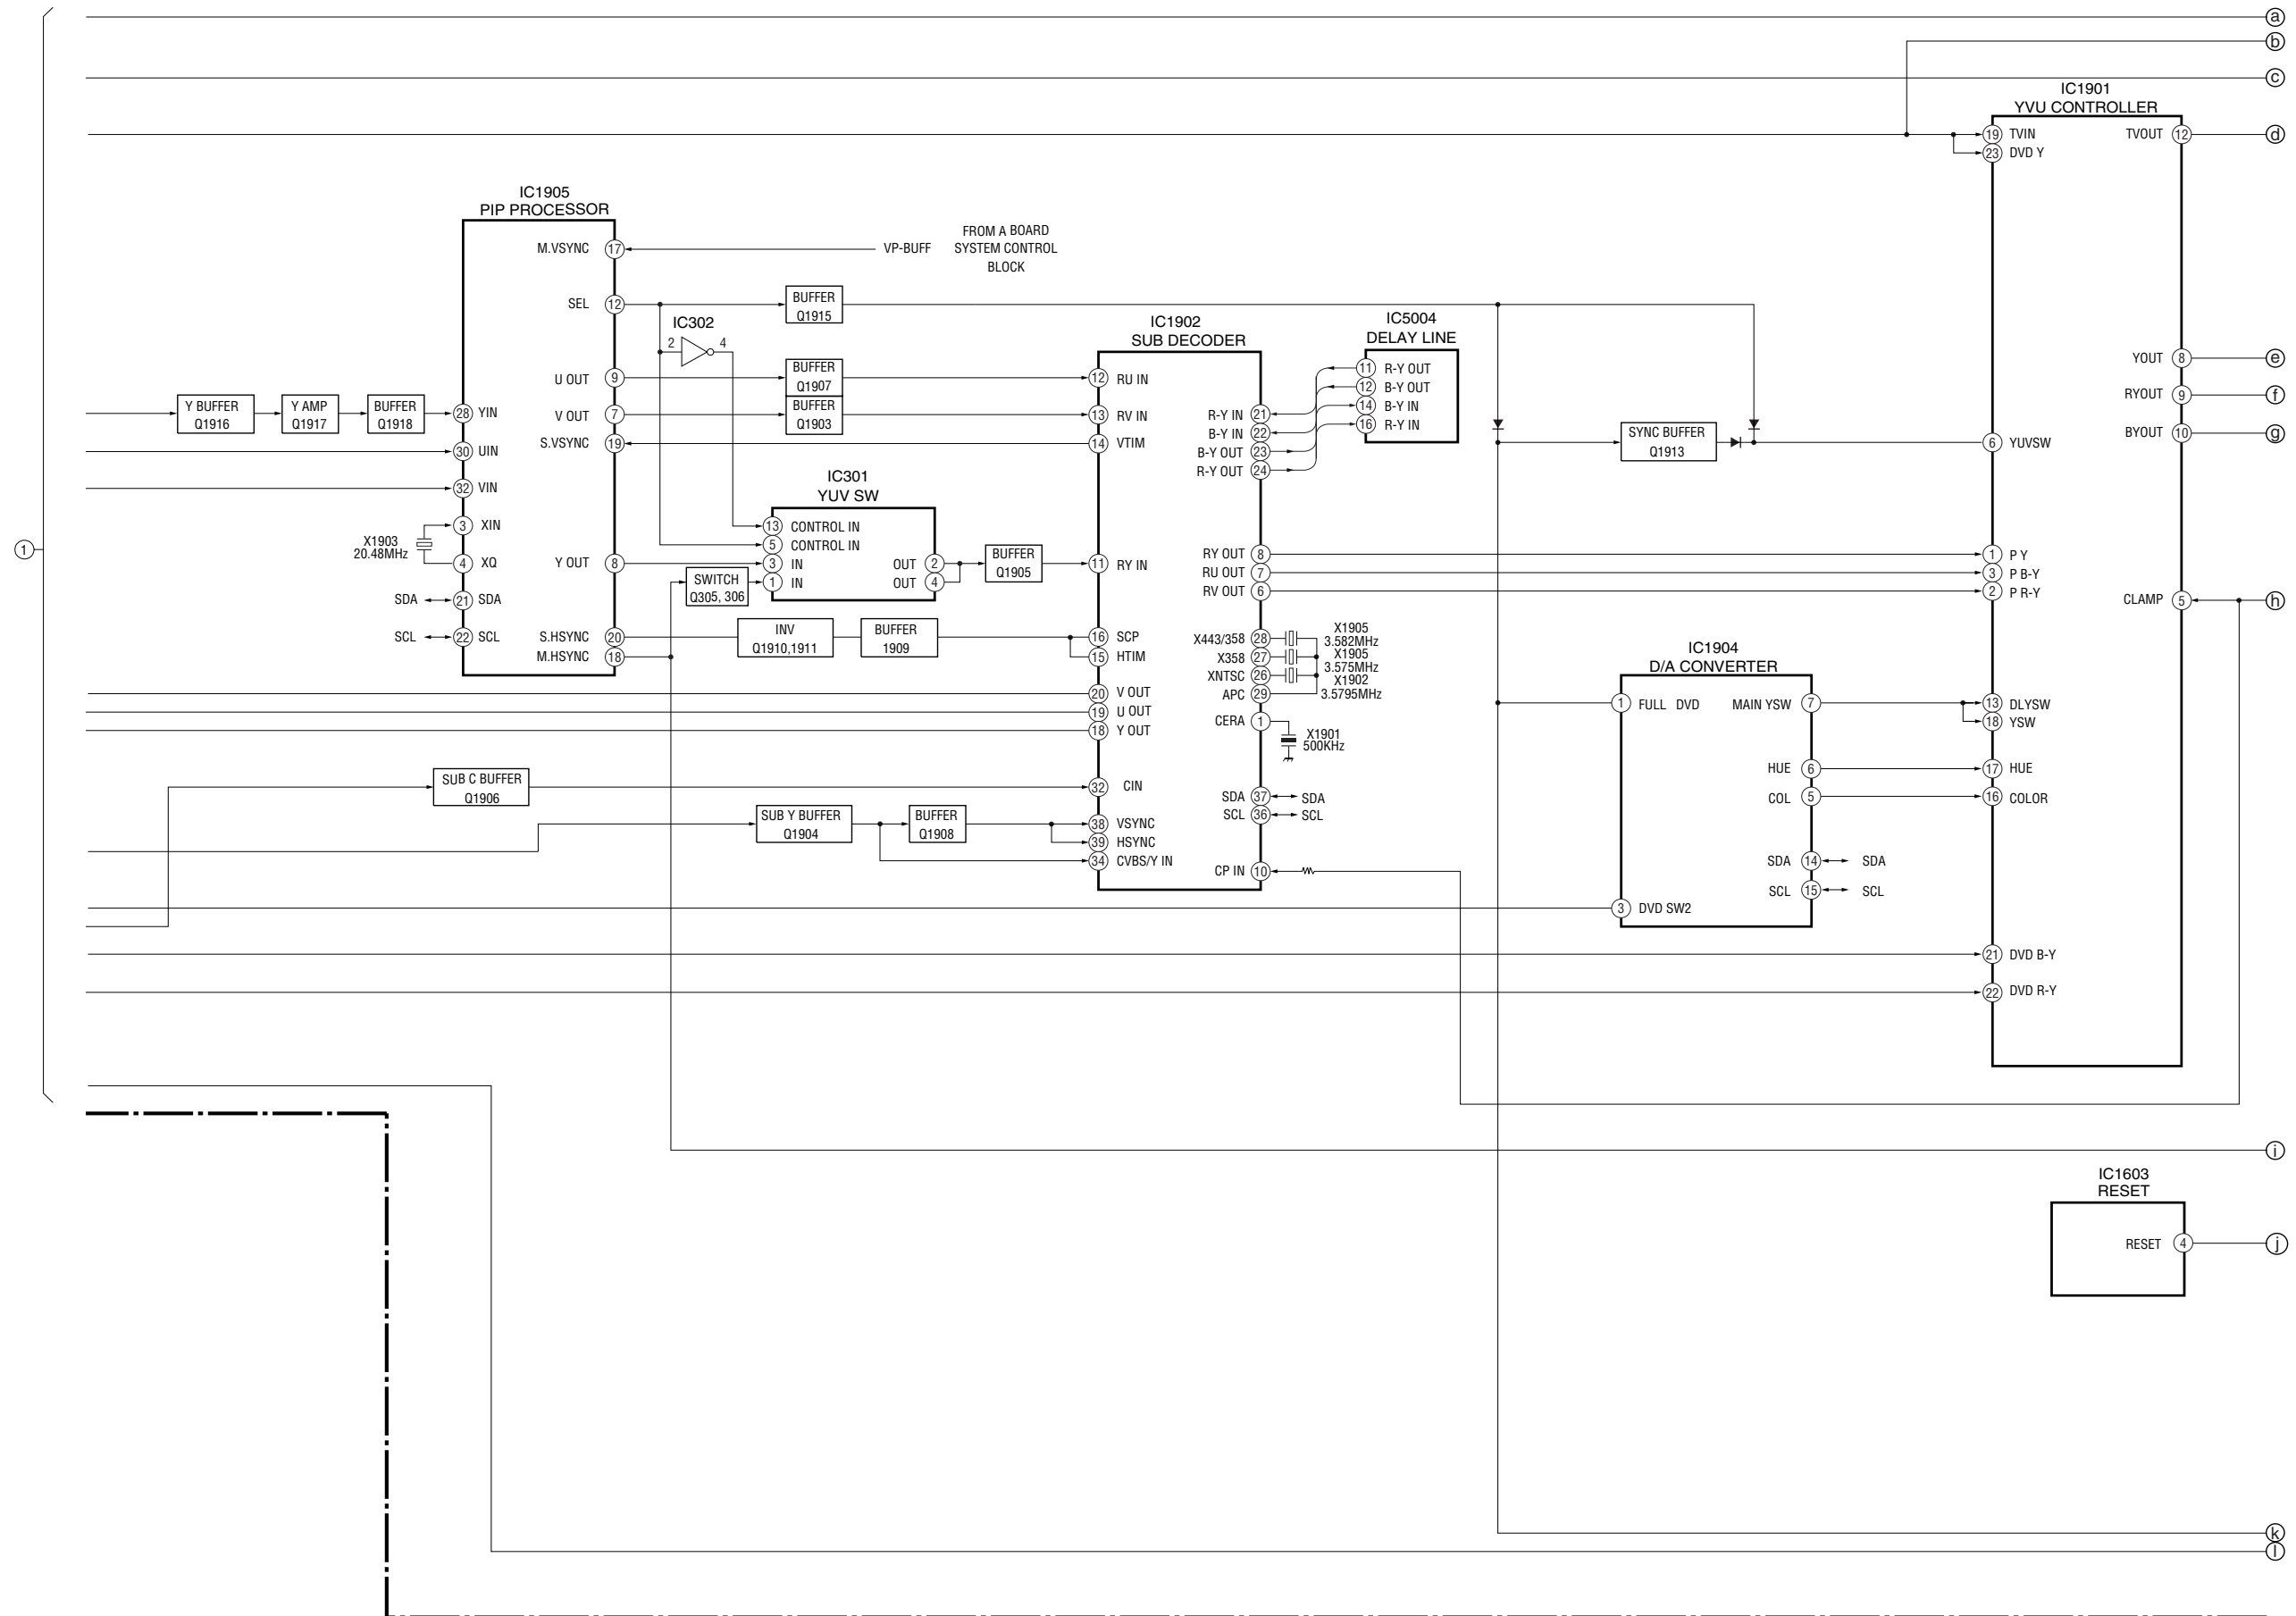 a
b
c
d
e
f
g
h
i
j
k
l
1
IC1905
PIP PROCESSOR
M.VSYNC 17
SEL 12
U OUT 9
V OUT 7
S.VSYNC 19
Y OUT 8
S.HSYNC 20
M.HSYNC 18
28 YIN
30 UIN
32 VIN
3 XIN
4 XQ
SDA 21 SDA
SCL 22 SCL
X1903
20.48MHz
Y BUFFER
Q1916
Y AMP
Q1917
BUFFER
Q1918
VP-BUFF
FROM A BOARD
SYSTEM CONTROL
BLOCK
BUFFER
Q1915
IC302
2 4
BUFFER
Q1907
BUFFER
Q1903
IC301
YUV SW
13 CONTROL IN
5 CONTROL IN
3 IN
1 IN
OUT 2
OUT 4
SWITCH
Q305, 306
BUFFER
Q1905
INV
Q1910,1911
BUFFER
1909
SUB C BUFFER
Q1906
SUB Y BUFFER
Q1904
BUFFER
Q1908
IC1902
SUB DECODER
12 RU IN
13 RV IN
14 VTIM
11 RY IN
16 SCP
15 HTIM
20 V OUT
19 U OUT
18 Y OUT
32 CIN
38 VSYNC
39 HSYNC
34 CVBS/Y IN
R-Y IN 21
B-Y IN 22
B-Y OUT 23
R-Y OUT 24
RY OUT 8
RU OUT 7
RV OUT 6
X443/358 28
X358 27
XNTSC 26
APC 29
CERA 1
SDA 37 SDA
SCL 36 SCL
CP IN 10
X1905
3.582MHz
X1905
3.575MHz
X1902
3.5795MHz
X1901
500KHz
IC5004
DELAY LINE
11 R-Y OUT
12 B-Y OUT
14 B-Y IN
16 R-Y IN
SYNC BUFFER
Q1913
IC1904
D/A CONVERTER
1 FULL DVD
3 DVD SW2
MAIN YSW 7
HUE 6
COL 5
SDA 14 SDA
SCL 15 SCL
IC1901
YVU CONTROLLER
19 TVIN
23 DVD Y
6 YUVSW
1 P Y
3 P B-Y
2 P R-Y
13 DLYSW
18 YSW
17 HUE
16 COLOR
21 DVD B-Y
22 DVD R-Y
TVOUT 12
YOUT 8
RYOUT 9
BYOUT 10
CLAMP 5
IC1603
RESET
RESET 4